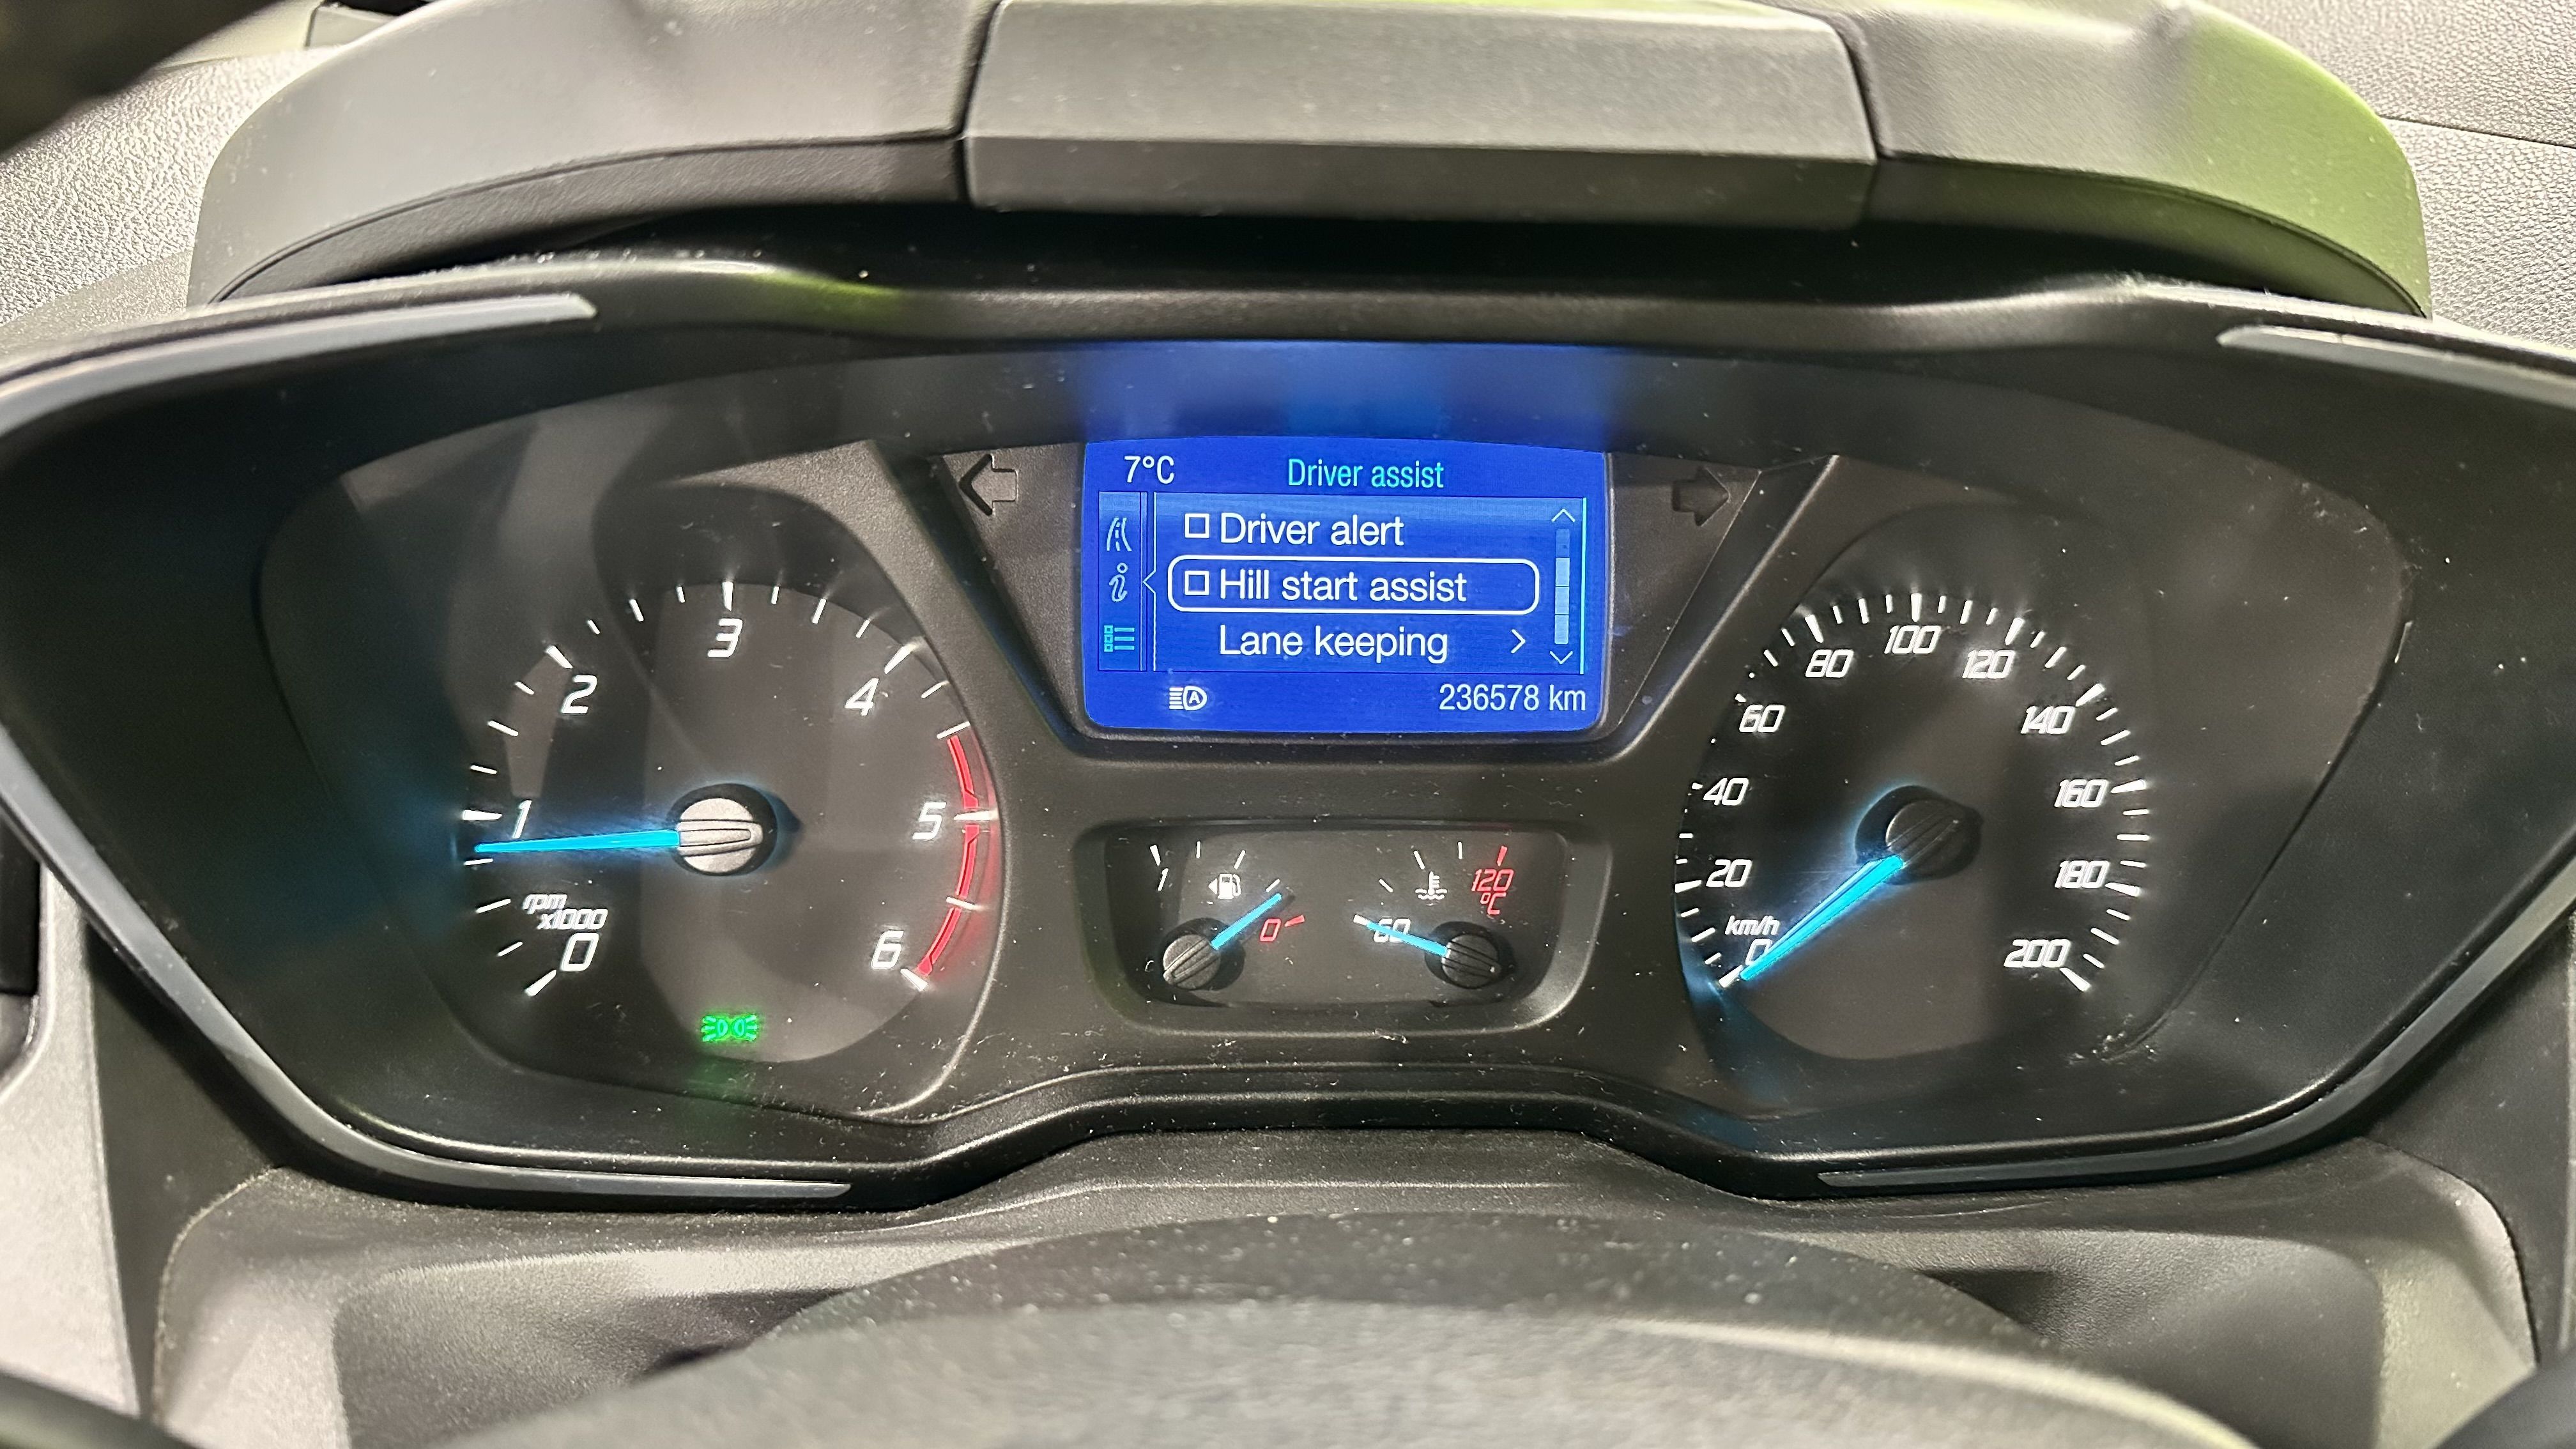 7°C Driver assist
Driver alert
Hill start assist
Lane keeping >
236578 km
0
1
2
3
4
5
6
rpm
x1000
1
0
60
120
°C
0
20
40
60
80
100
120
140
160
180
200
km/h